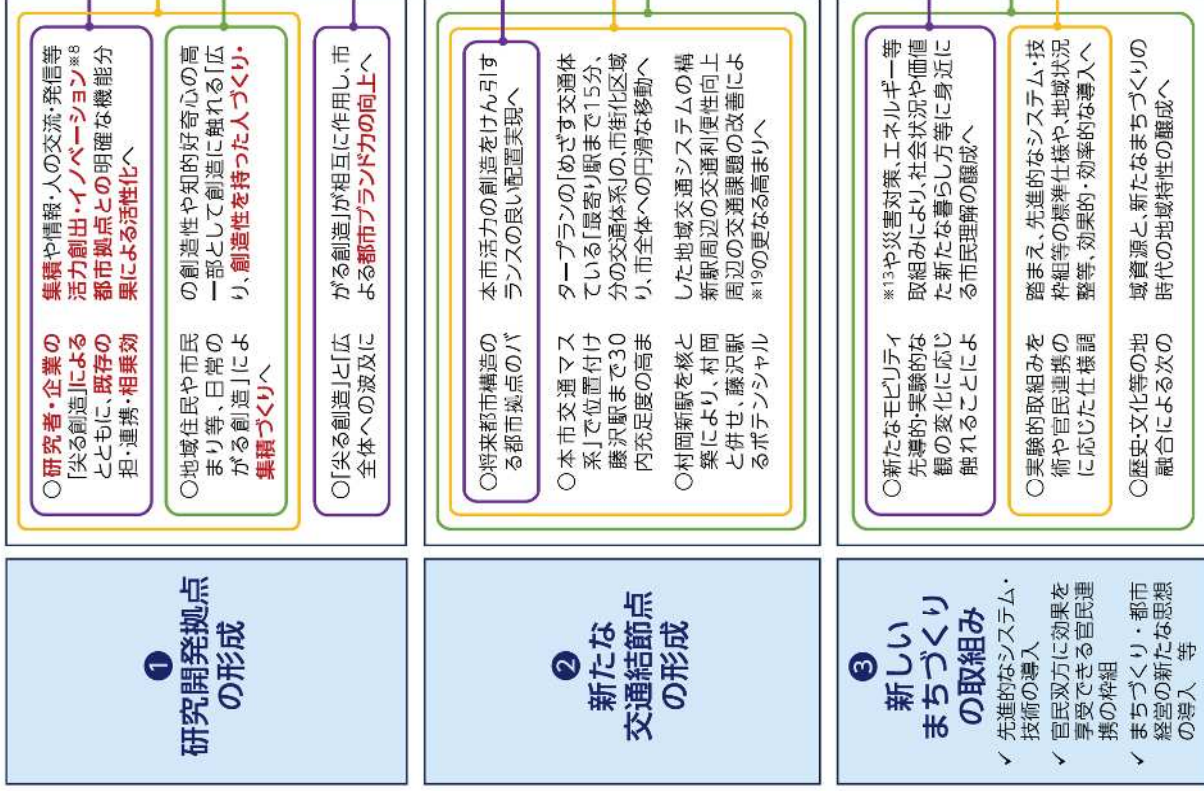 ❶
研究開発拠点
の形成
○研究者・企業の集積や情報・人の交流・発信等
「尖る創造」による活力創出・イノベーション※8
とともに、既存の都市拠点との明確な機能分
担・連携・相乗効果による活性化へ
○地域住民や市民の創造性や知的好奇心の高
まり等、日常の一部として創造に触れる「広
がる創造」により、創造性を持った人づくり・
集積づくりへ
○「尖る創造」と「広がる創造」が相互に作用し、市
全体への波及による都市ブランド力の向上へ
❷
新たな
交通結節点
の形成
○将来都市構造の本市活力の創造をけん引す
る都市拠点のバランスの良い配置実現へ
○本市交通マスタープランの「めざす交通体
系」で位置付けている「最寄り駅まで15分、
藤沢駅まで30分の交通体系」の、市街化区域
内充足度の高まり、市全体への円滑な移動へ
○村岡新駅を核とした地域交通システムの構
築により、村岡新駅周辺の交通利便性向上
と併せ、藤沢駅周辺の交通課題の改善によ
るポテンシャル※19の更なる高まりへ
❸
新しい
まちづくり
の取組み
✓ 先進的なシステム・
技術の導入
✓ 官民双方に効果を
享受できる官民連
携の枠組
✓ まちづくり・都市
経営の新たな思想
の導入 等
○新たなモビリティ※13や災害対策、エネルギー等
先導的・実験的な取組みにより、社会状況や価値
観の変化に応じた新たな暮らし方等に身近に
触れることによる市民理解の醸成へ
○実験的取組みを踏まえ、先進的なシステム・技
術や官民連携の枠組等の標準仕様や、地域状況
に応じた仕様調整等、効果的・効率的な導入へ
○歴史・文化等の地域資源と、新たなまちづくりの
融合による次の時代の地域特性の醸成へ